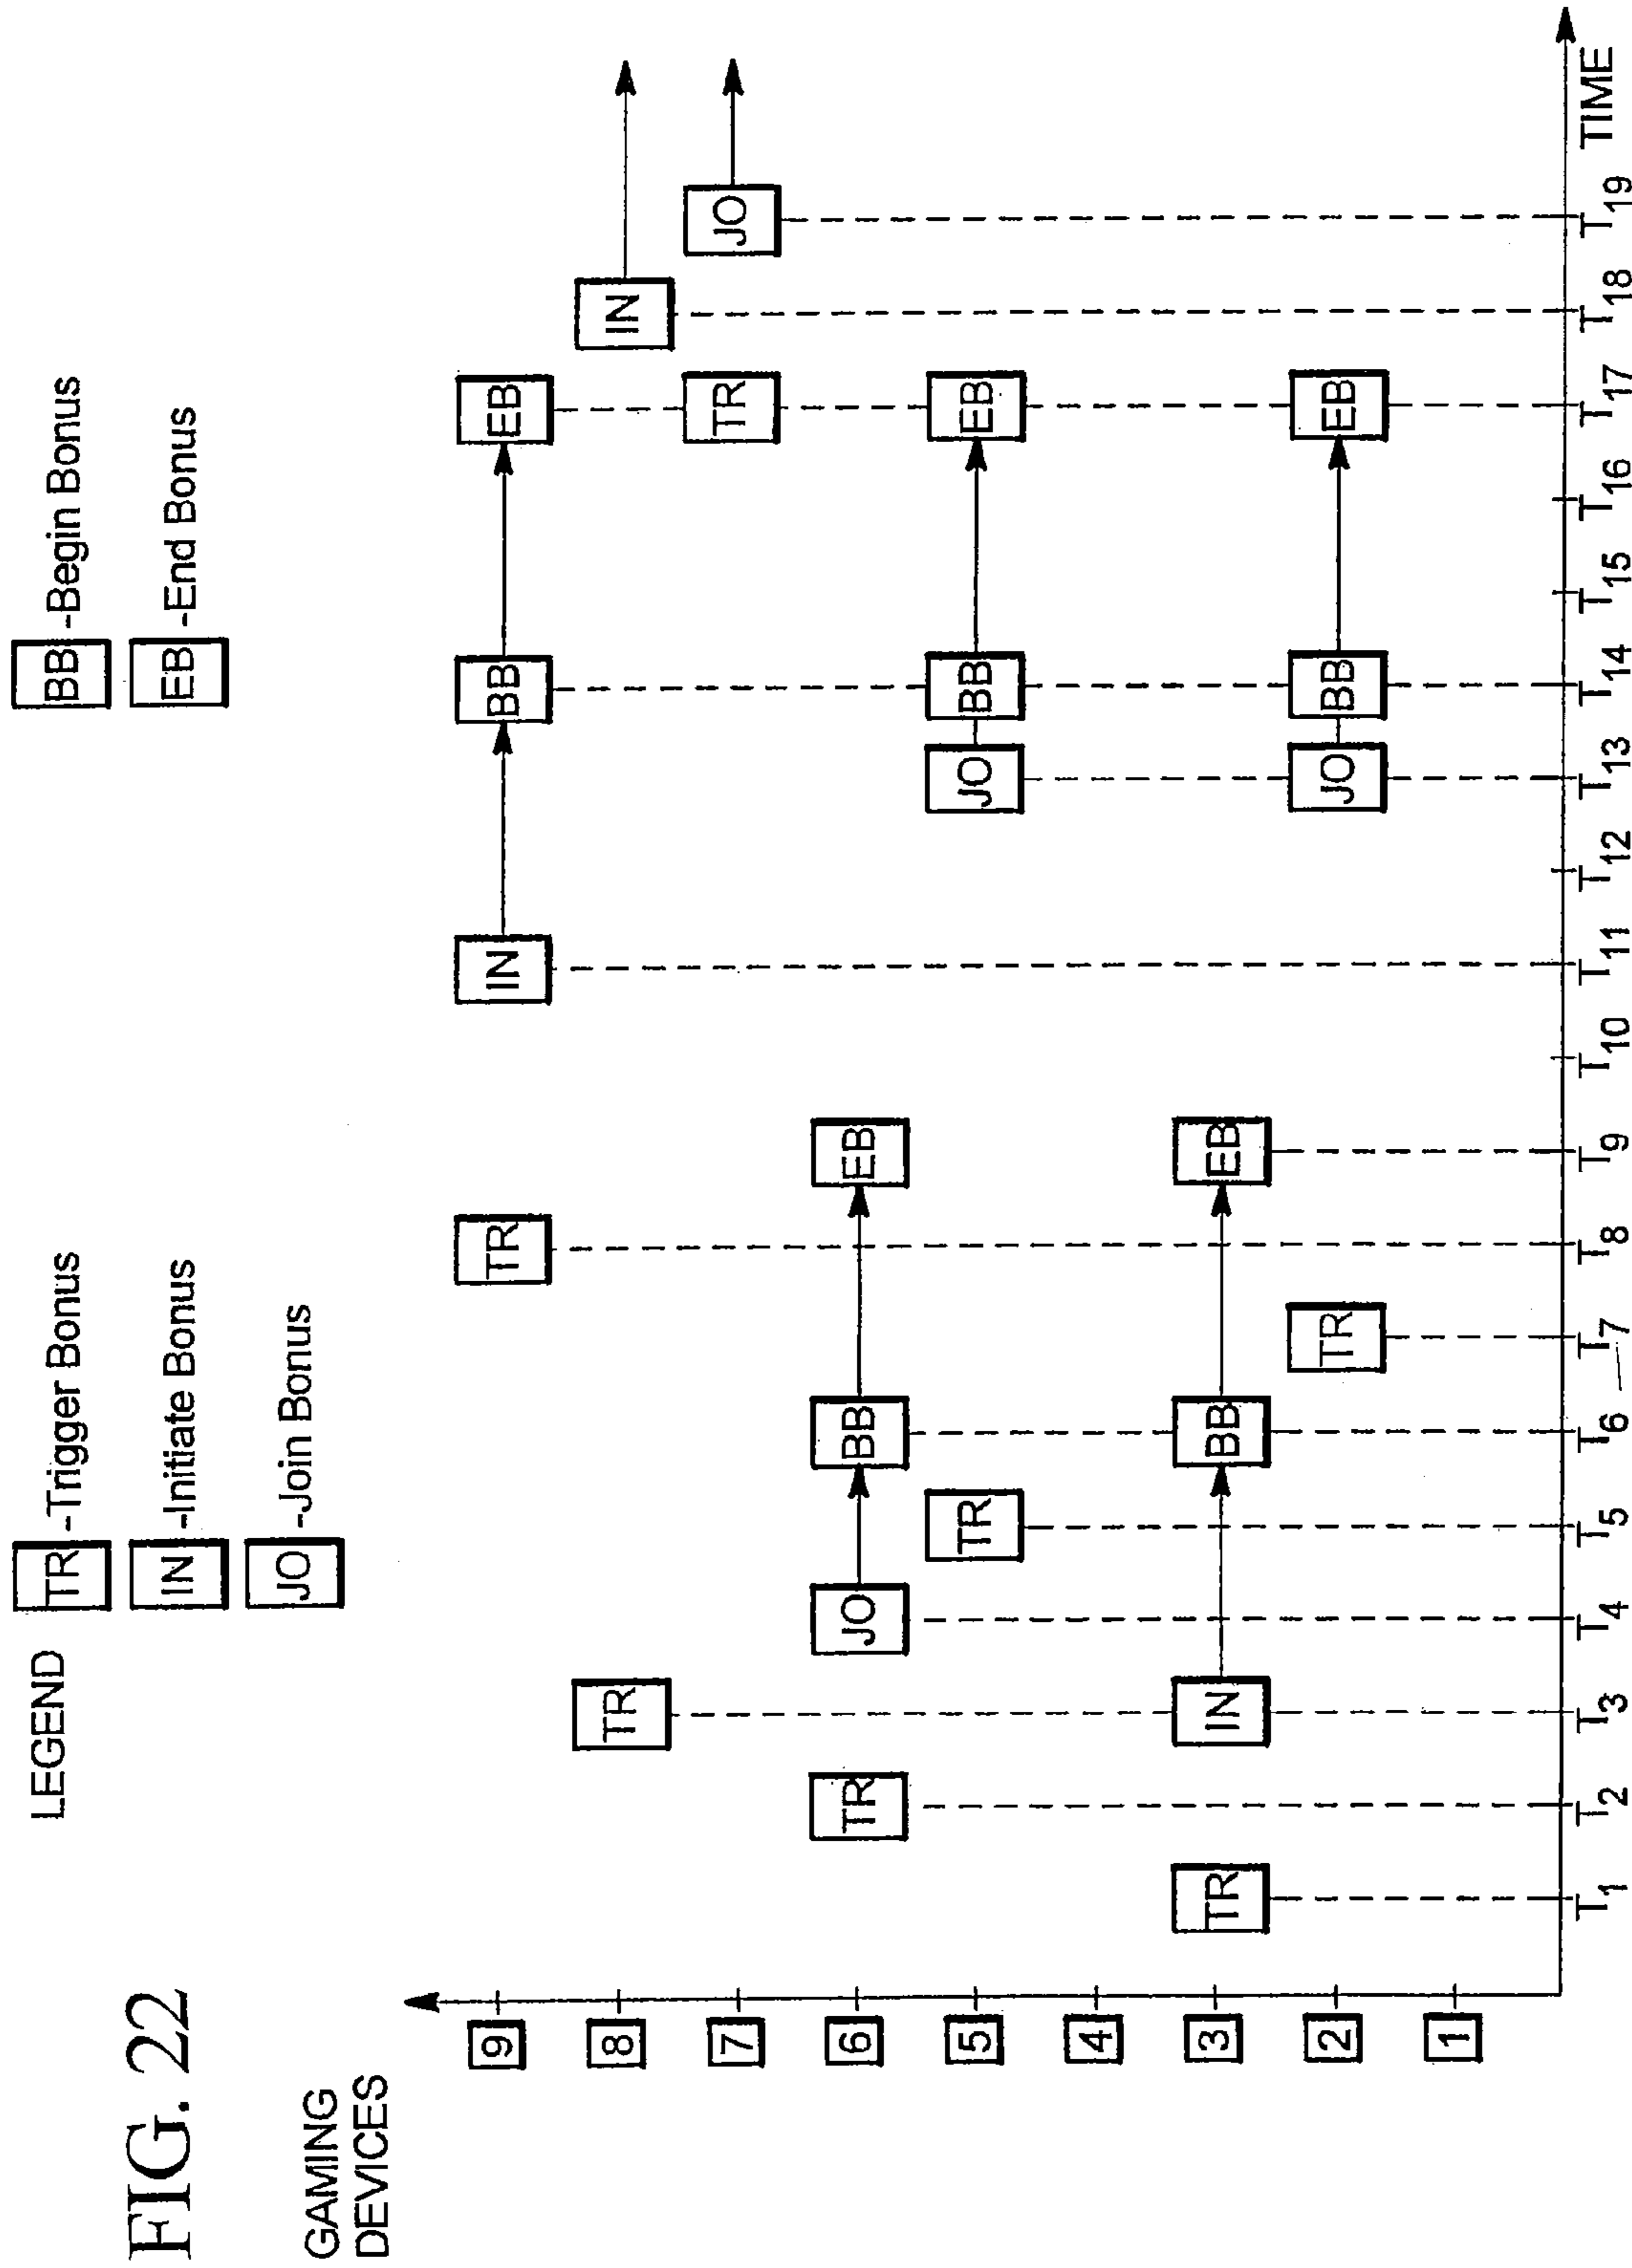 FIG. 22
LEGEND
TR -Trigger Bonus
IN -Initiate Bonus
JO -Join Bonus
BB -Begin Bonus
EB -End Bonus
GAMING
DEVICES
9 TR IN BB EB
8 TR IN
7 TR JO
6 TR JO BB EB
5 TR JO BB EB
4
3 TR IN BB EB
2 TR JO BB EB
1
T1 T2 T3 T4 T5 T6 T7 T8 T9 T10 T11 T12 T13 T14 T15 T16 T17 T18 T19 TIME